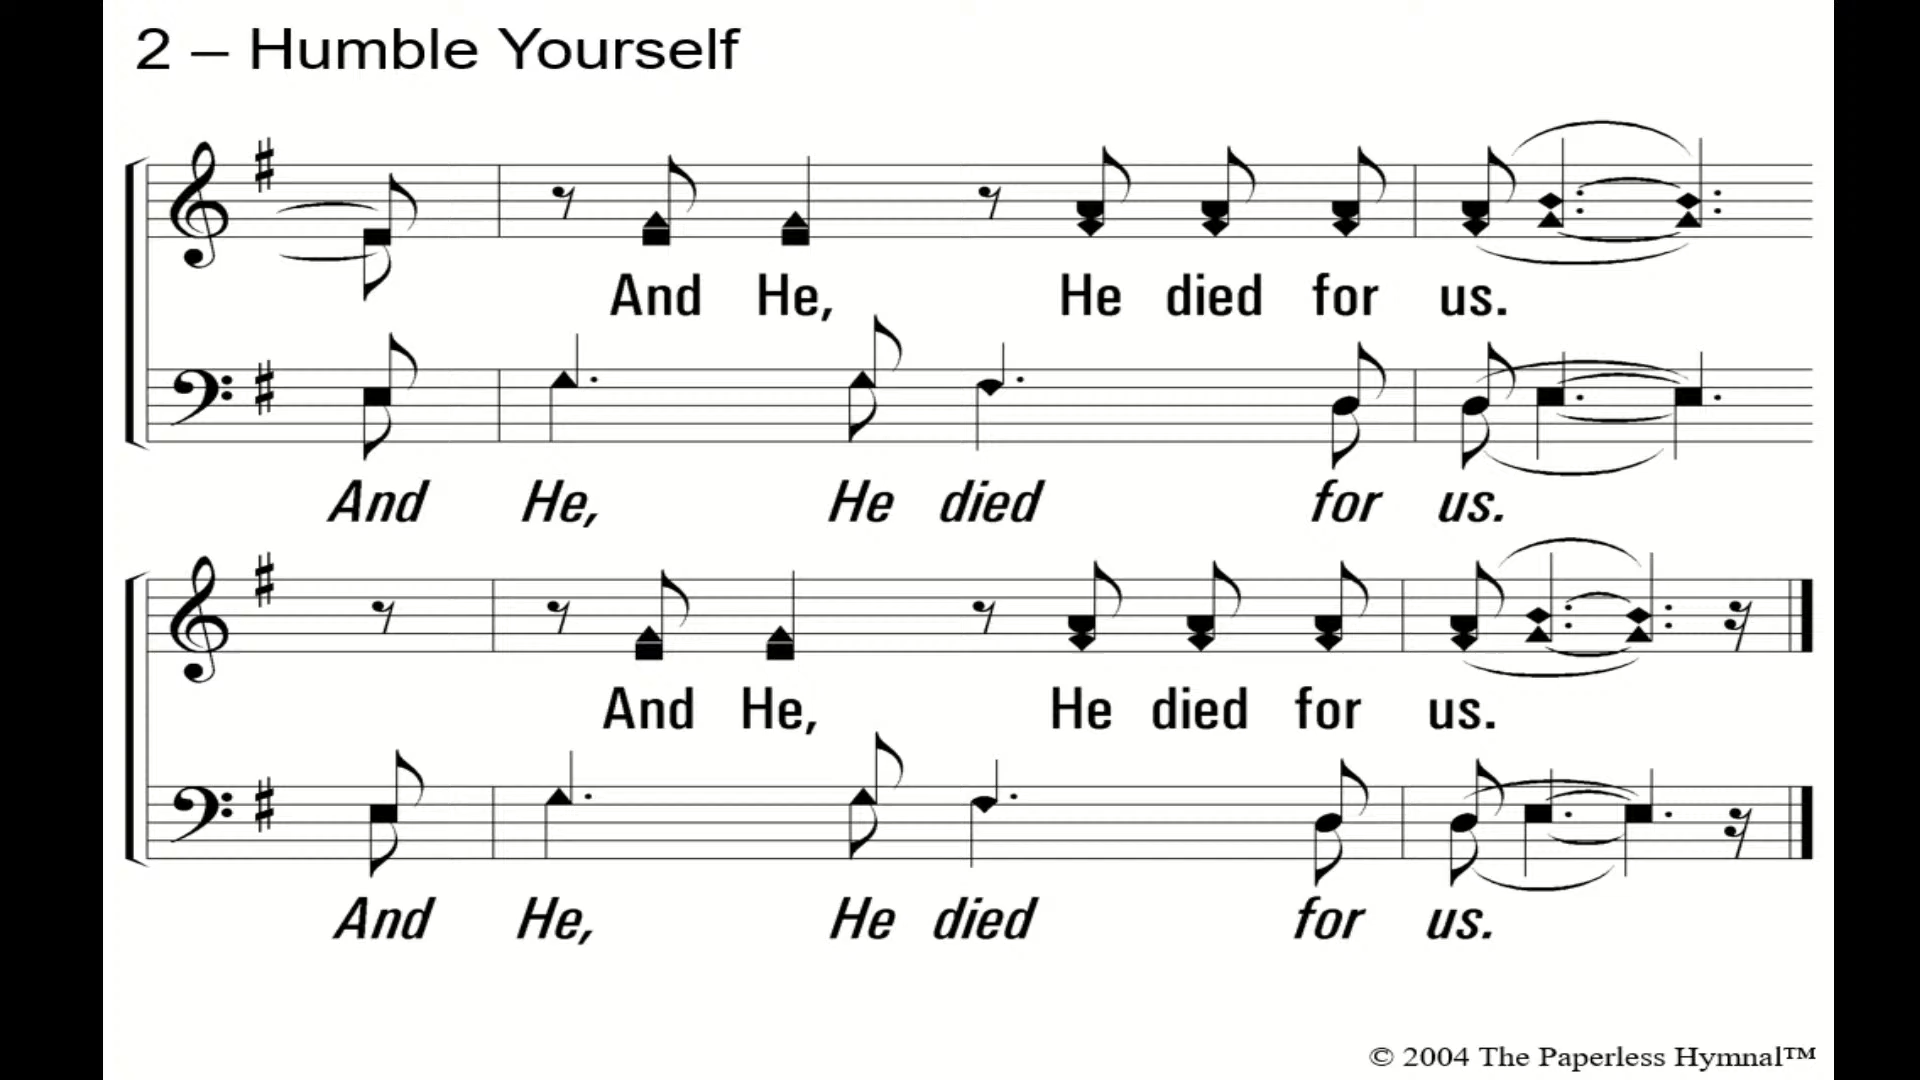 2 – Humble Yourself
And He, He died for us.
And He, He died for us.
And He, He died for us.
And He, He died for us.
© 2004 The Paperless Hymnal™